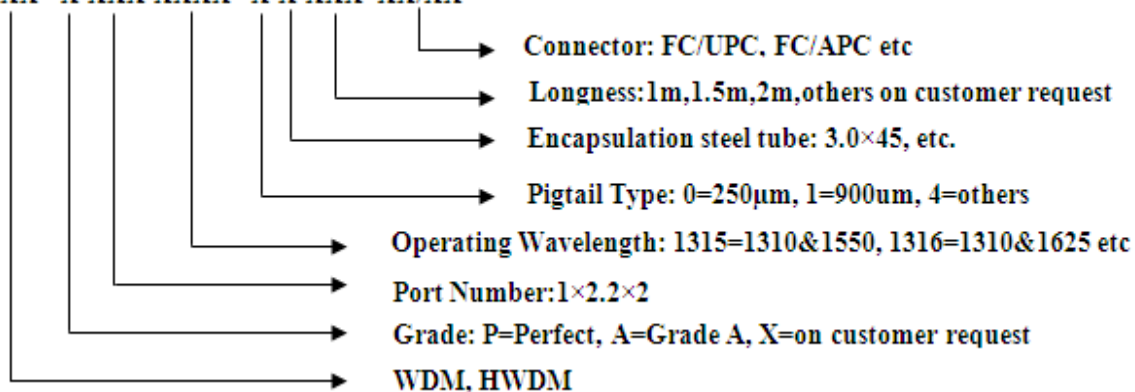 Connector: FC/UPC, FC/APC etc
Longness:1m,1.5m,2m,others on customer request
Encapsulation steel tube: 3.0×45, etc.
Pigtail Type: 0=250μm, 1=900um, 4=others
Operating Wavelength: 1315=1310&1550, 1316=1310&1625 etc
Port Number:1×2.2×2
Grade: P=Perfect, A=Grade A, X=on customer request
WDM, HWDM